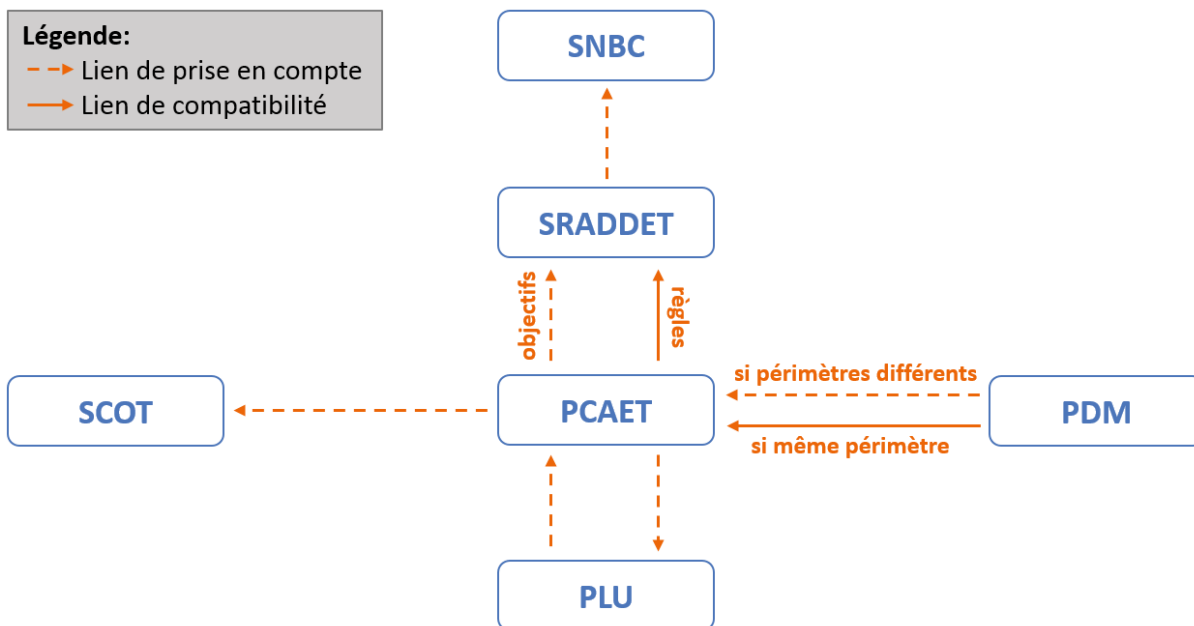 Légende:
Lien de prise en compte
Lien de compatibilité
SNBC
SRADDET
objectifs
règles
si périmètres différents
SCOT
PCAET
PDM
si même périmètre
PLU